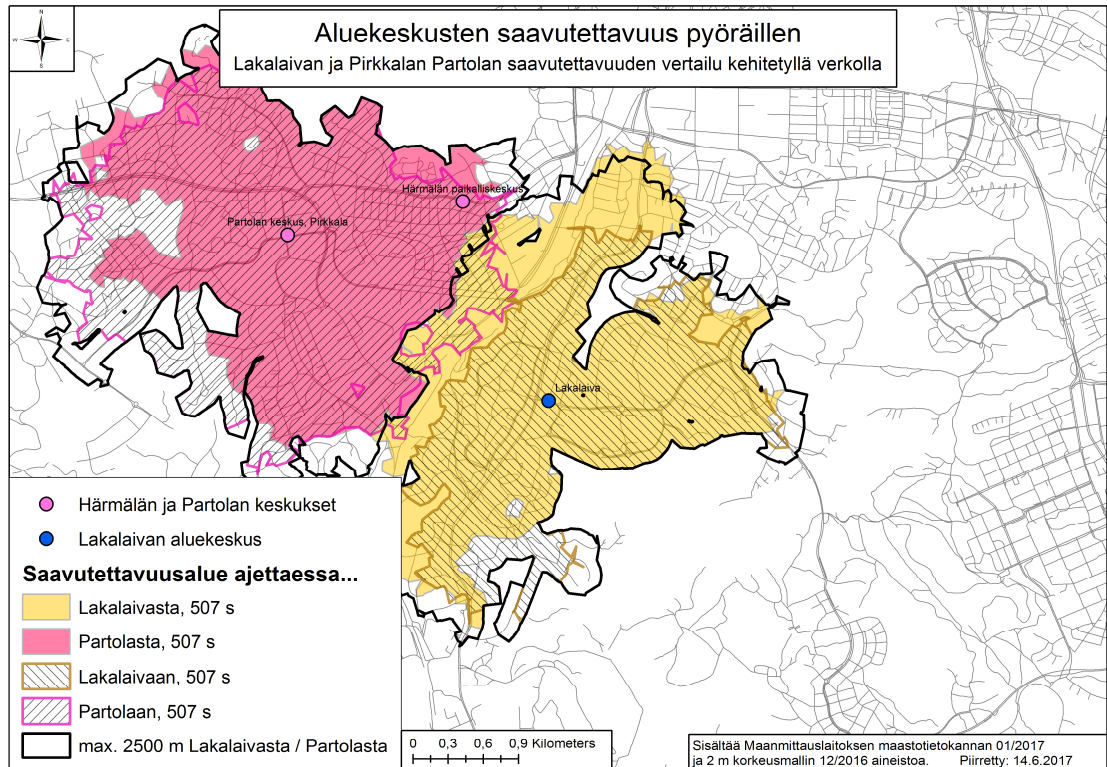 Aluekeskusten saavutettavuus pyöräillen
Lakalaivan ja Pirkkalan Partolan saavutettavuuden vertailu kehitetyllä verkolla
N
W
E
S
Härmälän paikalliskeskus
Partolan keskus, Pirkkala
Lakalaiva
Härmälän ja Partolan keskukset
Lakalaivan aluekeskus
Saavutettavuusalue ajettaessa...
Lakalaivasta, 507 s
Partolasta, 507 s
Lakalaivaan, 507 s
Partolaan, 507 s
max. 2500 m Lakalaivasta / Partolasta
0 0,3 0,6 0,9 Kilometers
Sisältää Maanmittauslaitoksen maastotietokannan 01/2017
ja 2 m korkeusmallin 12/2016 aineistoa. Piirretty: 14.6.2017